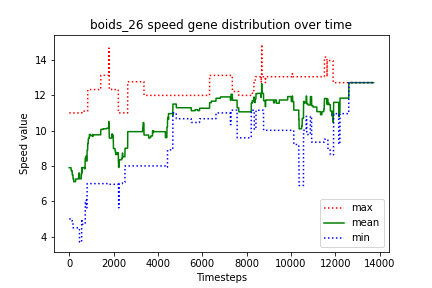 boids_26 speed gene distribution over time
Speed value
14
12
10
8
6
4
max
mean
min
0 2000 4000 6000 8000 10000 12000 14000
Timesteps